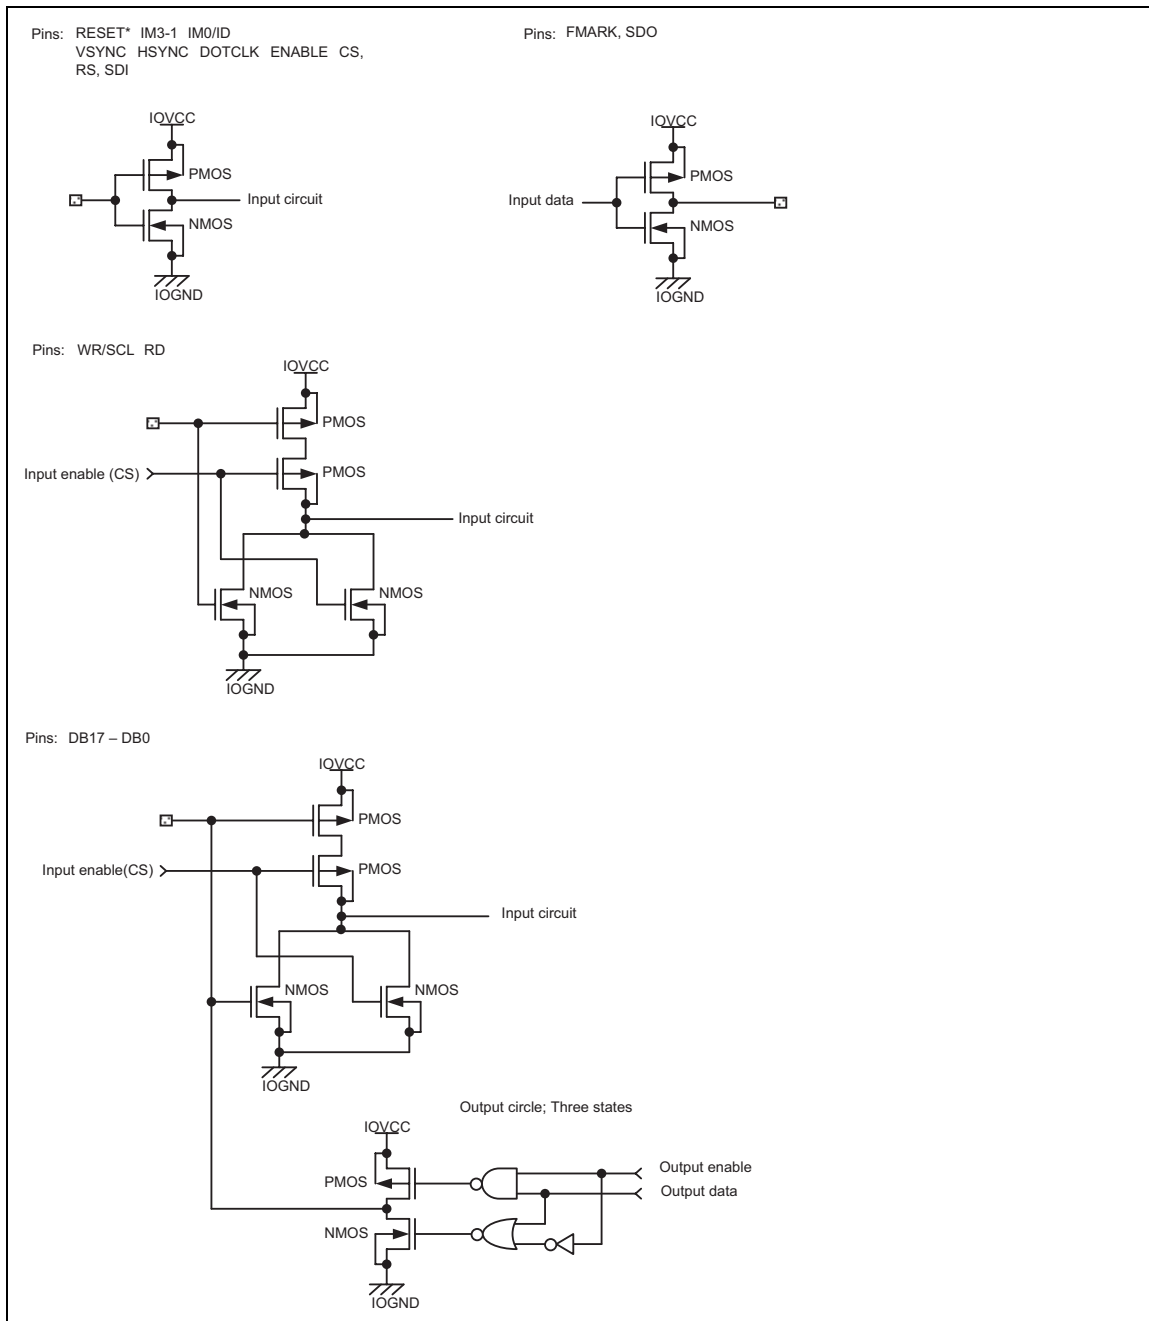 Pins: RESET* IM3-1 IM0/ID
VSYNC HSYNC DOTCLK ENABLE CS,
RS, SDI
IOVCC
PMOS
Input circuit
NMOS
IOGND
Pins: FMARK, SDO
IOVCC
PMOS
Input data
NMOS
IOGND
Pins: WR/SCL RD
IOVCC
PMOS
Input enable (CS)
PMOS
Input circuit
NMOS
NMOS
IOGND
Pins: DB17 – DB0
IOVCC
PMOS
Input enable(CS)
PMOS
Input circuit
NMOS
NMOS
IOGND
Output circle; Three states
IOVCC
Output enable
PMOS
Output data
NMOS
IOGND